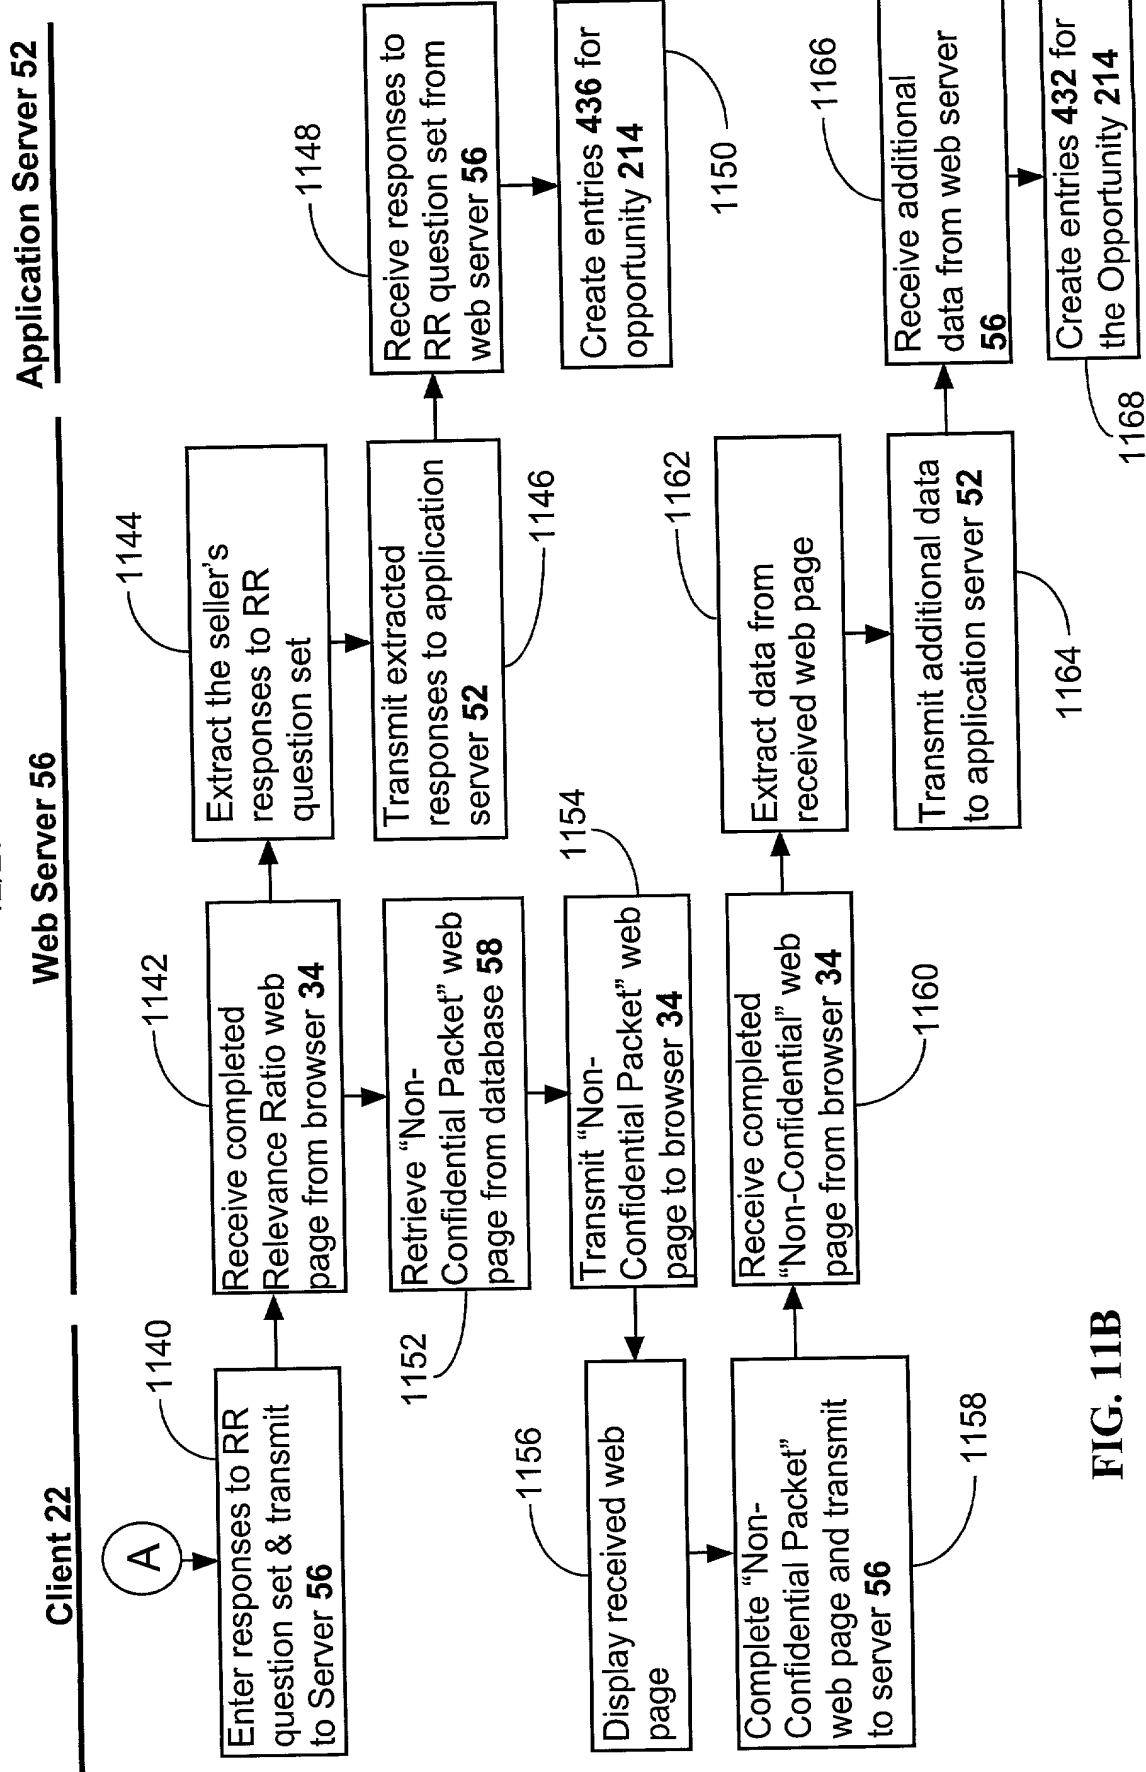 Client 22
Web Server 56
Application Server 52
A
1140
Enter responses to RR
question set & transmit
to Server 56
1142
Receive completed
Relevance Ratio web
page from browser 34
1144
Extract the seller's
responses to RR
question set
Transmit extracted
responses to application
server 52
1146
1148
Receive responses to
RR question set from
web server 56
Create entries 436 for
opportunity 214
1150
Retrieve “Non-
Confidential Packet” web
page from database 58
1152
1154
Transmit “Non-
Confidential Packet” web
page to browser 34
1156
Display received web
page
Complete “Non-
Confidential Packet”
web page and transmit
to server 56
1158
Receive completed
“Non-Confidential” web
page from browser 34
1160
1162
Extract data from
received web page
Transmit additional data
to application server 52
1164
1166
Receive additional
data from web server
56
Create entries 432 for
the Opportunity 214
1168
FIG. 11B